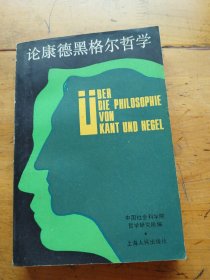 论康德黑格尔哲学
ÜBER
DIE PHILOSOPHIE
VON
KANT UND HEGEL
中国社会科学院
哲学研究所编
上海人民出版社